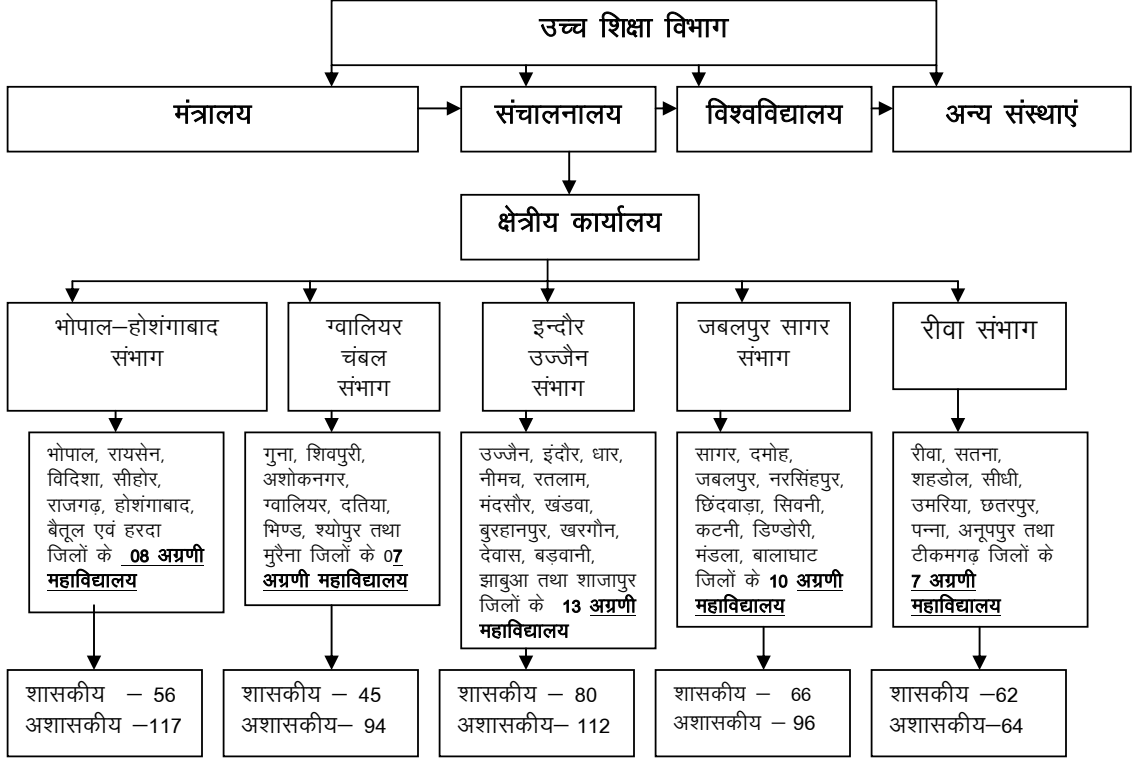 उच्च शिक्षा विभाग
मंत्रालय
संचालनालय
विश्वविद्यालय
अन्य संस्थाएं
क्षेत्रीय कार्यालय
भोपाल–होशंगाबाद
संभाग
ग्वालियर
चंबल
संभाग
इन्दौर
उज्जैन
संभाग
जबलपुर सागर
संभाग
रीवा संभाग
भोपाल, रायसेन,
विदिशा, सीहोर,
राजगढ़, होशंगाबाद,
बैतूल एवं हरदा
जिलों के 08 अग्रणी
महाविद्यालय
गुना, शिवपुरी,
अशोकनगर,
ग्वालियर, दतिया,
भिण्ड, श्योपुर तथा
मुरैना जिलों के 07
अग्रणी महाविद्यालय
उज्जैन, इंदौर, धार,
नीमच, रतलाम,
मंदसौर, खंडवा,
बुरहानपुर, खरगौन,
देवास, बड़वानी,
झाबुआ तथा शाजापुर
जिलों के 13 अग्रणी
महाविद्यालय
सागर, दमोह,
जबलपुर, नरसिंहपुर,
छिंदवाड़ा, सिवनी,
कटनी, डिण्डोरी,
मंडला, बालाघाट
जिलों के 10 अग्रणी
महाविद्यालय
रीवा, सतना,
शहडोल, सीधी,
उमरिया, छतरपुर,
पन्ना, अनूपपुर तथा
टीकमगढ़ जिलों के
7 अग्रणी
महाविद्यालय
शासकीय – 56
अशासकीय –117
शासकीय – 45
अशासकीय– 94
शासकीय – 80
अशासकीय– 112
शासकीय – 66
अशासकीय – 96
शासकीय –62
अशासकीय–64